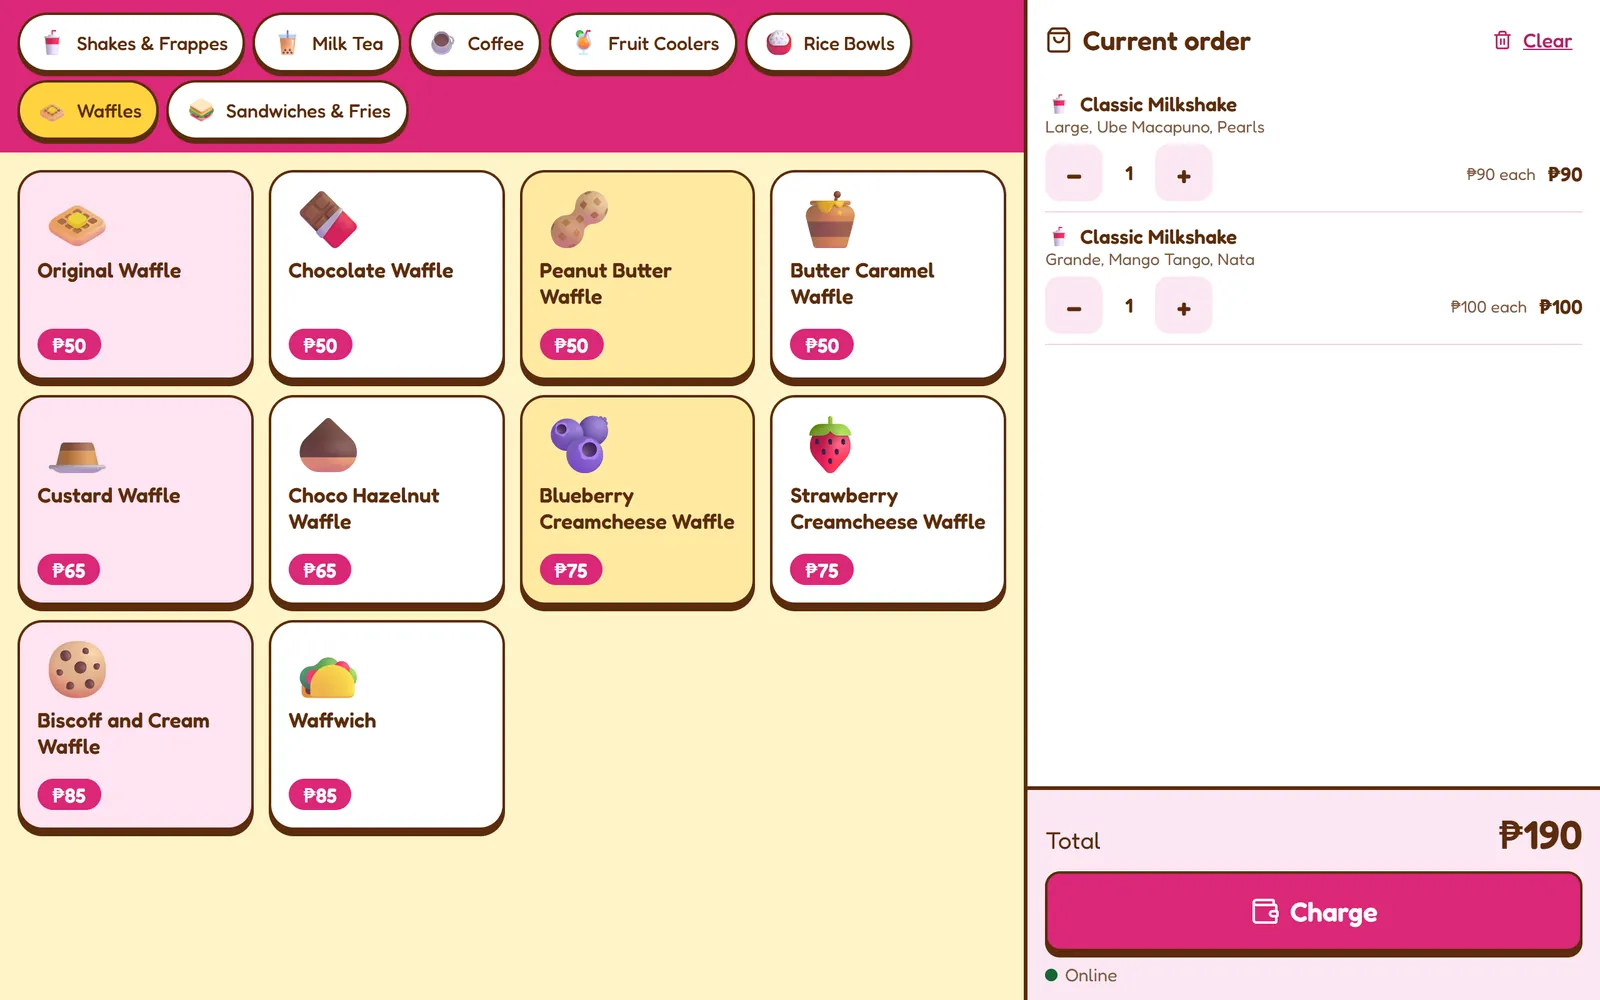 Shakes & Frappes
Milk Tea
Coffee
Fruit Coolers
Rice Bowls
Waffles
Sandwiches & Fries
Original Waffle
₱50
Chocolate Waffle
₱50
Peanut Butter
Waffle
₱50
Butter Caramel
Waffle
₱50
Custard Waffle
₱65
Choco Hazelnut
Waffle
₱65
Blueberry
Creamcheese Waffle
₱75
Strawberry
Creamcheese Waffle
₱75
Biscoff and Cream
Waffle
₱85
Waffwich
₱85
Current order
Clear
Classic Milkshake
Large, Ube Macapuno, Pearls
− 1 + ₱90 each ₱90
Classic Milkshake
Grande, Mango Tango, Nata
− 1 + ₱100 each ₱100
Total ₱190
Charge
Online